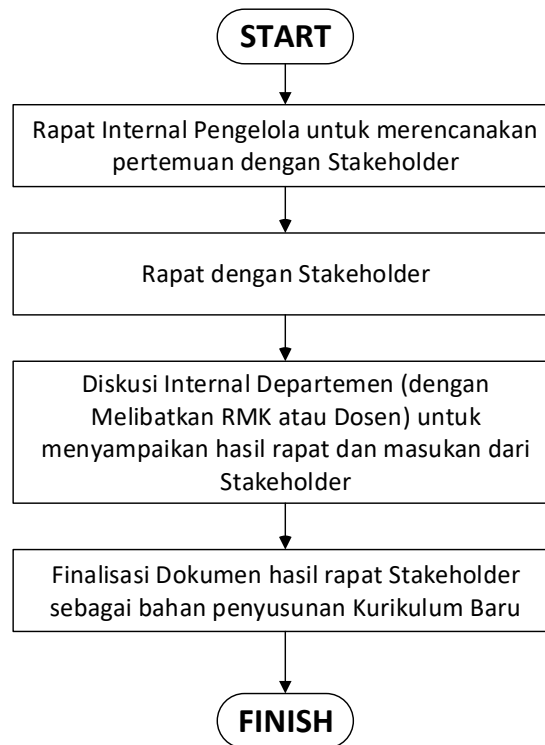 START
Rapat Internal Pengelola untuk merencanakan
pertemuan dengan Stakeholder
Rapat dengan Stakeholder
Diskusi Internal Departemen (dengan
Melibatkan RMK atau Dosen) untuk
menyampaikan hasil rapat dan masukan dari
Stakeholder
Finalisasi Dokumen hasil rapat Stakeholder
sebagai bahan penyusunan Kurikulum Baru
FINISH